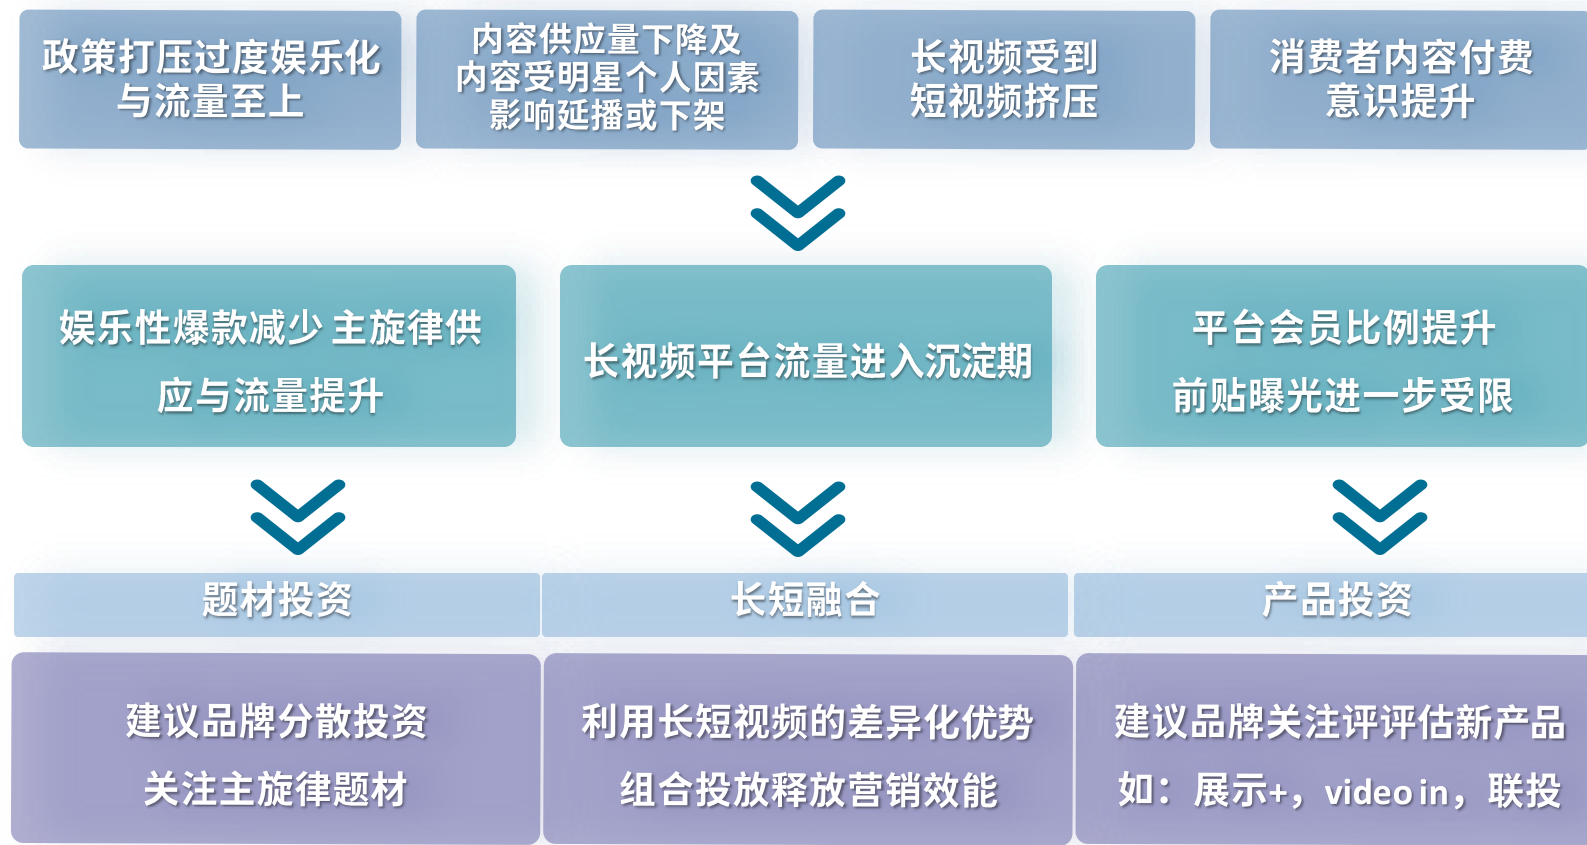 政策打压过度娱乐化
与流量至上
内容供应量下降及
内容受明星个人因素
影响延播或下架
长视频受到
短视频挤压
消费者内容付费
意识提升
娱乐性爆款减少 主旋律供
应与流量提升
长视频平台流量进入沉淀期
平台会员比例提升
前贴曝光进一步受限
题材投资
长短融合
产品投资
建议品牌分散投资
关注主旋律题材
利用长短视频的差异化优势
组合投放释放营销效能
建议品牌关注评评估新产品
如：展示+，video in，联投